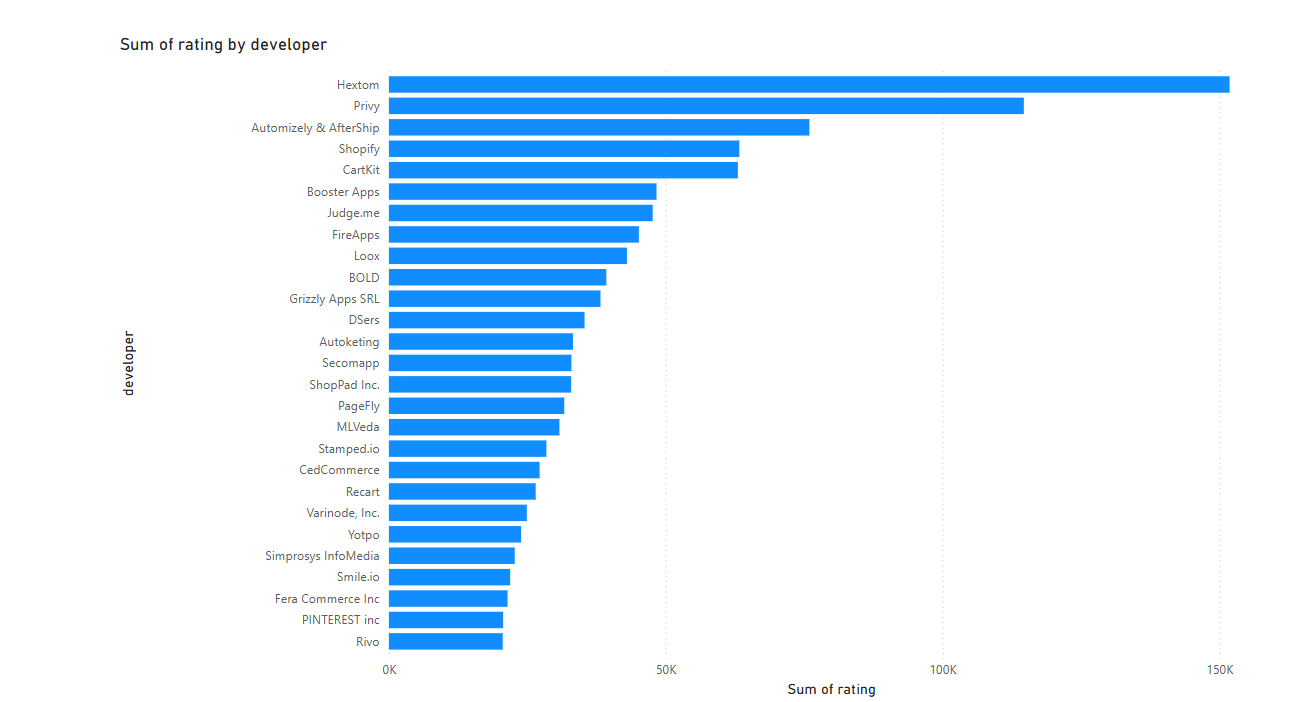 Sum of rating by developer
Hextom
Privy
Automizely & AfterShip
Shopify
CartKit
Booster Apps
Judge.me
FireApps
Loox
BOLD
Grizzly Apps SRL
DSers
Autoketing
Secomapp
ShopPad Inc.
PageFly
MLVeda
Stamped.io
CedCommerce
Recart
Varinode, Inc.
Yotpo
Simprosys InfoMedia
Smile.io
Fera Commerce Inc
PINTEREST inc
Rivo
developer
0K 50K 100K 150K
Sum of rating